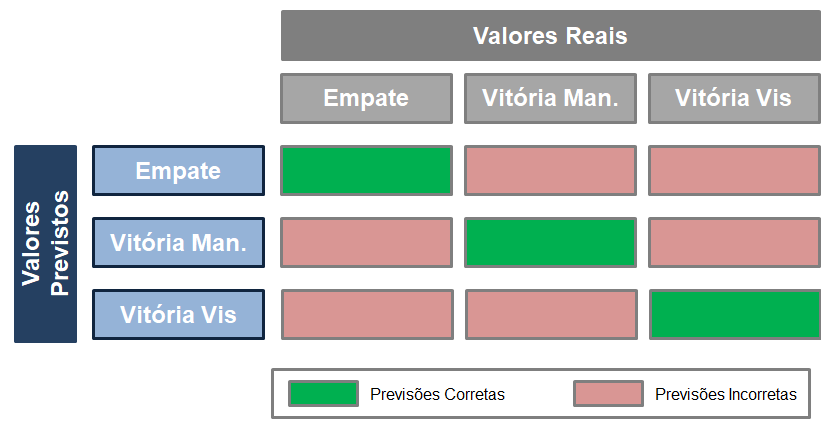 Valores Reais
Empate
Vitória Man.
Vitória Vis
Valores
Previstos
Empate
Vitória Man.
Vitória Vis
Previsões Corretas
Previsões Incorretas